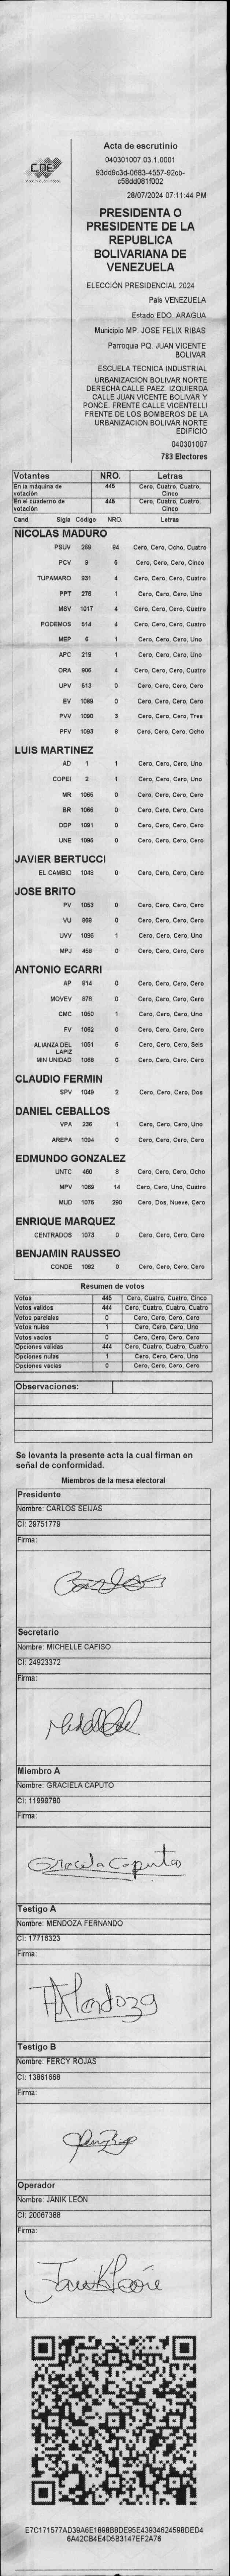 CNE
Acta de escrutinio
040301007.03.1.0001
93dd9c3d-0683-4557-92cb-
c58dd081f002
28/07/2024 07:11:44 PM
PRESIDENTA O
PRESIDENTE DE LA
REPUBLICA
BOLIVARIANA DE
VENEZUELA
ELECCIÓN PRESIDENCIAL 2024
País VENEZUELA
Estado EDO. ARAGUA
Municipio MP. JOSE FELIX RIBAS
Parroquia PQ. JUAN VICENTE
BOLIVAR
ESCUELA TECNICA INDUSTRIAL
URBANIZACION BOLIVAR NORTE
DERECHA CALLE PAEZ. IZQUIERDA
CALLE JUAN VICENTE BOLIVAR Y
PONCE. FRENTE CALLE VICENTELLI
FRENTE DE LOS BOMBEROS DE LA
URBANIZACION BOLIVAR NORTE
EDIFICIO
040301007
783 Electores
Votantes NRO. Letras
En la máquina de votación 445 Cero, Cuatro, Cuatro, Cinco
En el cuaderno de votación 445 Cero, Cuatro, Cuatro, Cinco
Cand. Sigla Código NRO. Letras
NICOLAS MADURO
PSUV 269 84 Cero, Cero, Ocho, Cuatro
PCV 9 5 Cero, Cero, Cero, Cinco
TUPAMARO 931 4 Cero, Cero, Cero, Cuatro
PPT 276 1 Cero, Cero, Cero, Uno
MSV 1017 4 Cero, Cero, Cero, Cuatro
PODEMOS 514 4 Cero, Cero, Cero, Cuatro
MEP 6 1 Cero, Cero, Cero, Uno
APC 219 1 Cero, Cero, Cero, Uno
ORA 906 4 Cero, Cero, Cero, Cuatro
UPV 513 0 Cero, Cero, Cero, Cero
EV 1089 0 Cero, Cero, Cero, Cero
PVV 1090 3 Cero, Cero, Cero, Tres
PFV 1093 8 Cero, Cero, Cero, Ocho
LUIS MARTINEZ
AD 1 1 Cero, Cero, Cero, Uno
COPEI 2 1 Cero, Cero, Cero, Uno
MR 1065 0 Cero, Cero, Cero, Cero
BR 1066 0 Cero, Cero, Cero, Cero
DDP 1091 0 Cero, Cero, Cero, Cero
UNE 1095 0 Cero, Cero, Cero, Cero
JAVIER BERTUCCI
EL CAMBIO 1048 0 Cero, Cero, Cero, Cero
JOSE BRITO
PV 1053 0 Cero, Cero, Cero, Cero
VU 868 0 Cero, Cero, Cero, Cero
UVV 1096 1 Cero, Cero, Cero, Uno
MPJ 450 0 Cero, Cero, Cero, Cero
ANTONIO ECARRI
AP 914 0 Cero, Cero, Cero, Cero
MOVEV 878 0 Cero, Cero, Cero, Cero
CMC 1050 1 Cero, Cero, Cero, Uno
FV 1052 0 Cero, Cero, Cero, Cero
ALIANZA DEL LAPIZ 1051 6 Cero, Cero, Cero, Seis
MIN UNIDAD 1068 0 Cero, Cero, Cero, Cero
CLAUDIO FERMIN
SPV 1049 2 Cero, Cero, Cero, Dos
DANIEL CEBALLOS
VPA 236 1 Cero, Cero, Cero, Uno
AREPA 1094 0 Cero, Cero, Cero, Cero
EDMUNDO GONZALEZ
UNTC 460 8 Cero, Cero, Cero, Ocho
MPV 1069 14 Cero, Cero, Uno, Cuatro
MUD 1075 290 Cero, Dos, Nueve, Cero
ENRIQUE MARQUEZ
CENTRADOS 1073 0 Cero, Cero, Cero, Cero
BENJAMIN RAUSSEO
CONDE 1092 0 Cero, Cero, Cero, Cero
Resumen de votos
Votos 445 Cero, Cuatro, Cuatro, Cinco
Votos validos 444 Cero, Cuatro, Cuatro, Cuatro
Votos parciales 0 Cero, Cero, Cero, Cero
Votos nulos 1 Cero, Cero, Cero, Uno
Votos vacios 0 Cero, Cero, Cero, Cero
Opciones validas 444 Cero, Cuatro, Cuatro, Cuatro
Opciones nulas 1 Cero, Cero, Cero, Uno
Opciones vacias 0 Cero, Cero, Cero, Cero
Observaciones:
Se levanta la presente acta la cual firman en
señal de conformidad.
Miembros de la mesa electoral
Presidente
Nombre: CARLOS SEIJAS
CI: 29751779
Firma:
Secretario
Nombre: MICHELLE CAFISO
CI: 24923372
Firma:
Miembro A
Nombre: GRACIELA CAPUTO
CI: 11999780
Firma:
Graciela Caputo
Testigo A
Nombre: MENDOZA FERNANDO
CI: 17716323
Firma:
Testigo B
Nombre: FERCY ROJAS
CI: 13861668
Firma:
Operador
Nombre: JANIK LEÓN
CI: 20067386
Firma:
Janik León
E7C171577AD39A6E1898B8DE95E43934624598DED4
6A42CB4E4D5B3147EF2A76